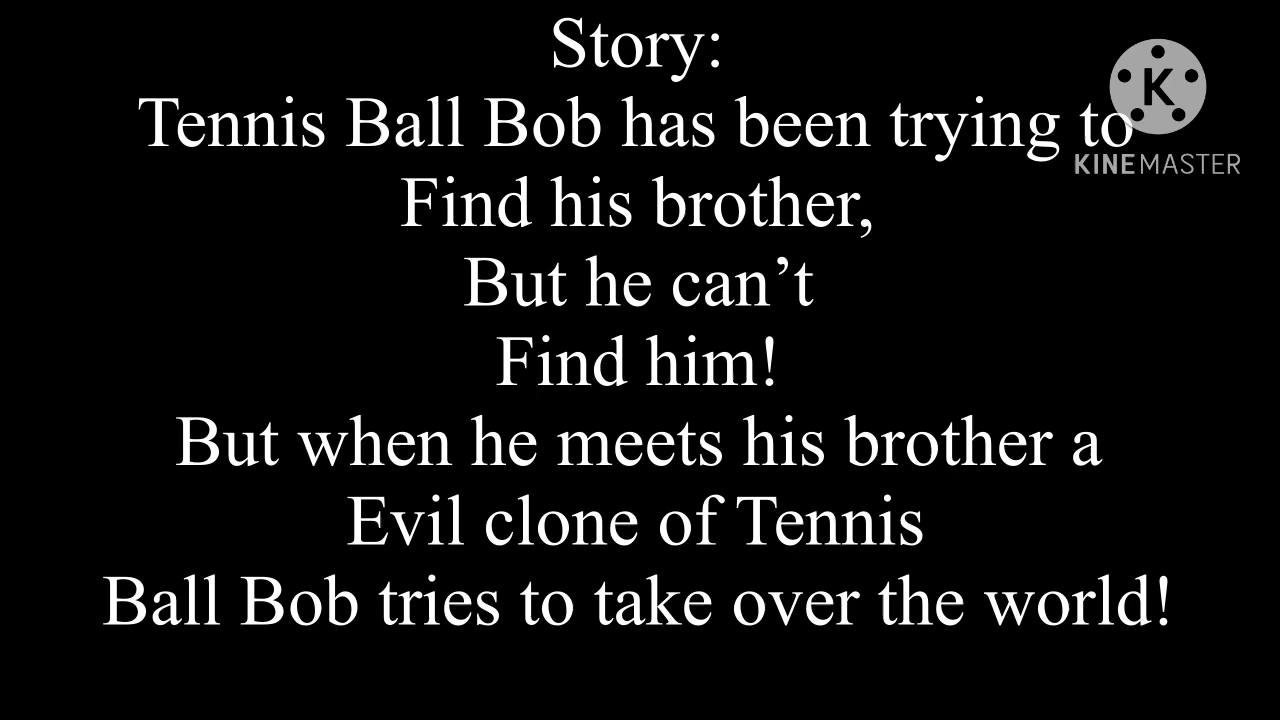 Story:
Tennis Ball Bob has been trying to
Find his brother,
But he can’t
Find him!
But when he meets his brother a
Evil clone of Tennis
Ball Bob tries to take over the world!
K
KINEMASTER